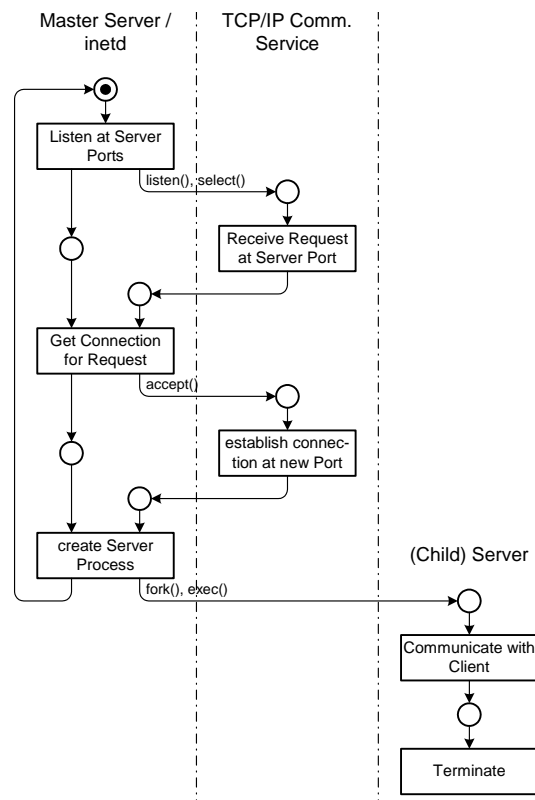 Master Server /
inetd
TCP/IP Comm.
Service
Listen at Server
Ports
listen(), select()
Receive Request
at Server Port
Get Connection
for Request
accept()
establish connec-
tion at new Port
create Server
Process
(Child) Server
fork(), exec()
Communicate with
Client
Terminate